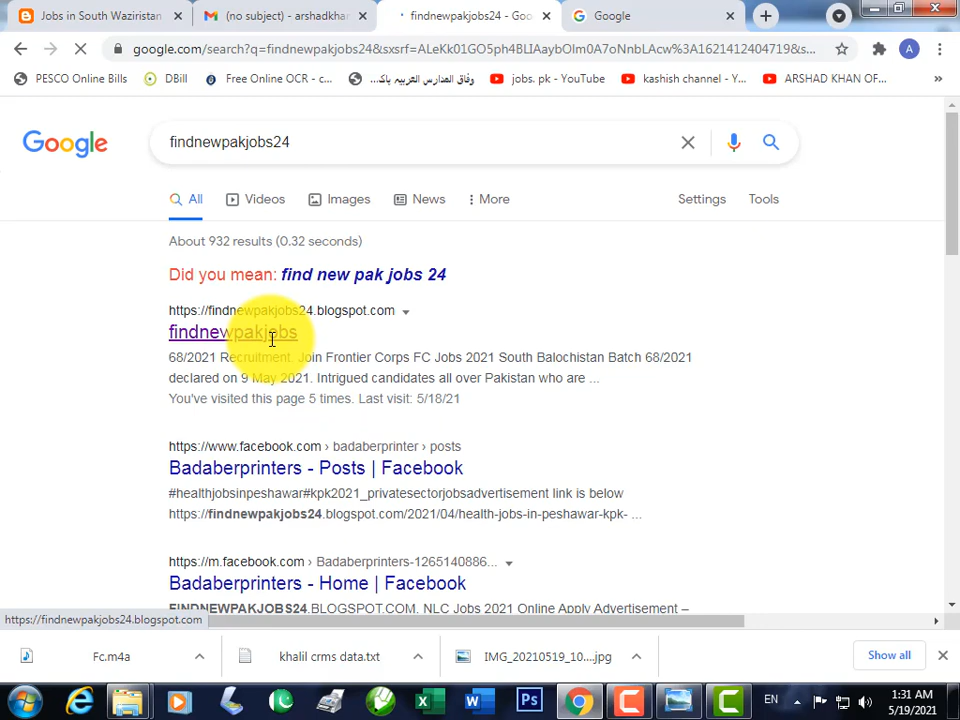 Jobs in South Waziristan
(no subject) - arshadkhan
findnewpakjobs24 - Goo
Google
google.com/search?q=findnewpakjobs24&sxsrf=ALeKk01GO5ph4BLIAaybOlm0A7oNnbLAcw%3A1621412404719&s...
PESCO Online Bills
DBill
Free Online OCR - c...
وفاق المدارس العربیہ پاک...
jobs. pk - YouTube
kashish channel - Y...
ARSHAD KHAN OF...
»
Google
findnewpakjobs24
All
Videos
Images
News
More
Settings
Tools
About 932 results (0.32 seconds)
Did you mean: find new pak jobs 24
https://findnewpakjobs24.blogspot.com
findnewpakjobs
68/2021 Recruitment. Join Frontier Corps FC Jobs 2021 South Balochistan Batch 68/2021
declared on 9 May 2021. Intrigued candidates all over Pakistan who are ...
You've visited this page 5 times. Last visit: 5/18/21
https://www.facebook.com › badaberprinter › posts
Badaberprinters - Posts | Facebook
#healthjobsinpeshawar#kpk2021_privatesectorjobsadvertisement link is below
https://findnewpakjobs24.blogspot.com/2021/04/health-jobs-in-peshawar-kpk- ...
https://m.facebook.com › Badaberprinters-1265140886...
Badaberprinters - Home | Facebook
FINDNEWPAKJOBS24.BLOGSPOT.COM. NLC Jobs 2021 Online Apply Advertisement –
https://findnewpakjobs24.blogspot.com
Fc.m4a
khalil crms data.txt
IMG_20210519_10....jpg
Show all
EN
1:31 AM
5/19/2021